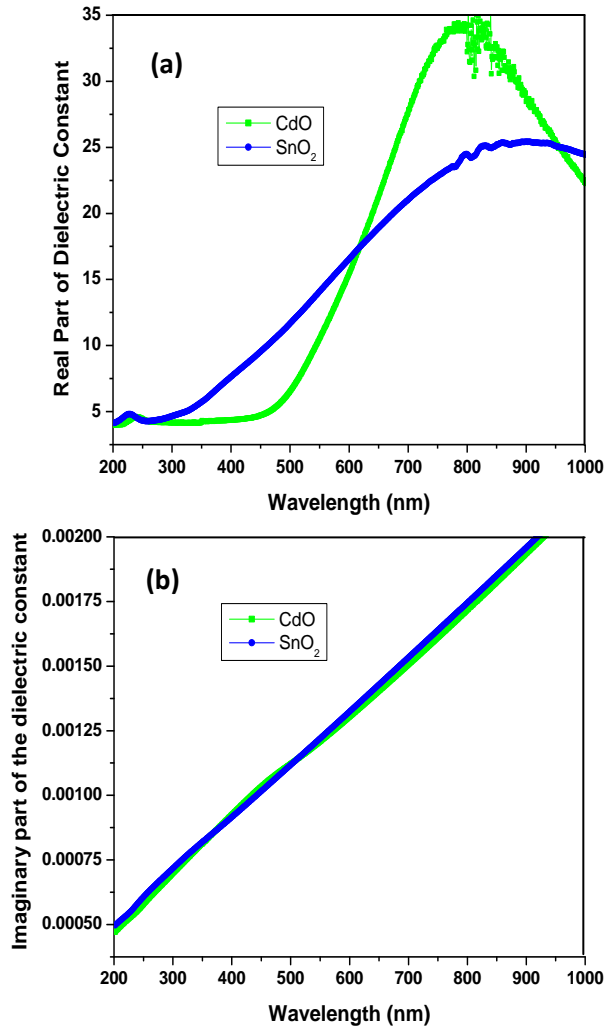 35
30
25
20
15
10
5
Real Part of Dielectric Constant
(a)
CdO
SnO₂
200 300 400 500 600 700 800 900 1000
Wavelength (nm)
0.00200
0.00175
0.00150
0.00125
0.00100
0.00075
0.00050
Imaginary part of the dielectric constant
(b)
CdO
SnO₂
200 300 400 500 600 700 800 900 1000
Wavelength (nm)